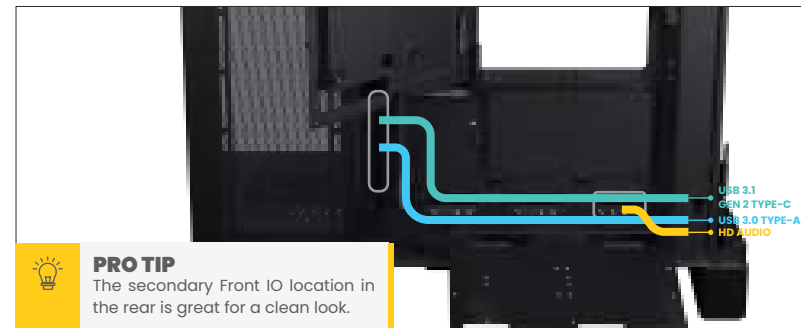 USB 3.1
GEN 2 TYPE-C
USB 3.0 TYPE-A
HD AUDIO
PRO TIP
The secondary Front IO location in
the rear is great for a clean look.